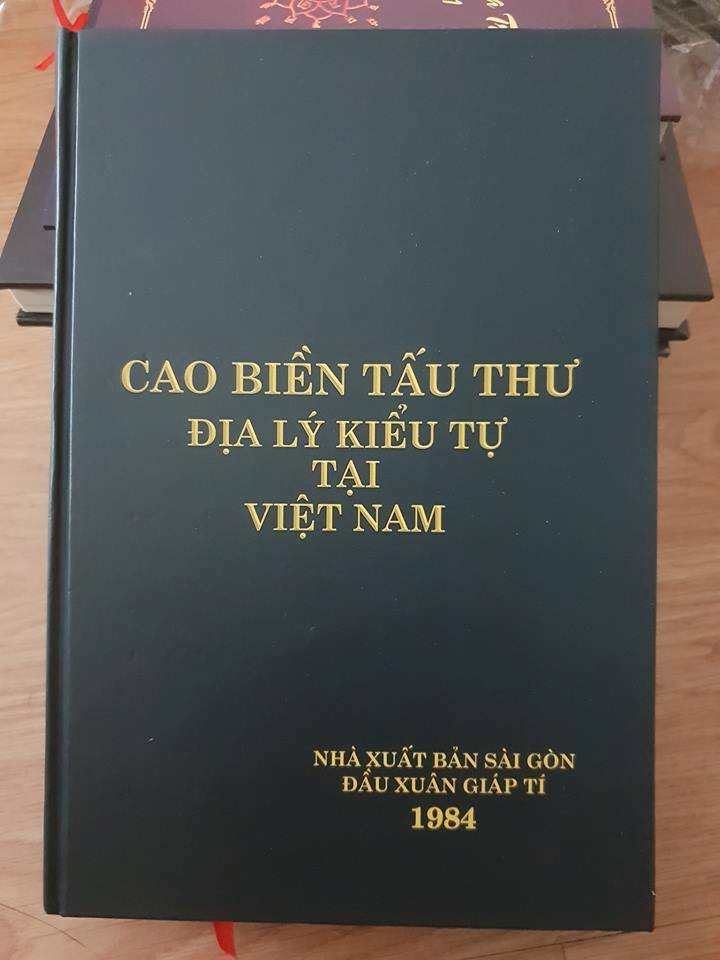 CAO BIỀN TẤU THƯ
ĐỊA LÝ KIỂU TỰ
TẠI
VIỆT NAM
NHÀ XUẤT BẢN SÀI GÒN
ĐẦU XUÂN GIÁP TÍ
1984